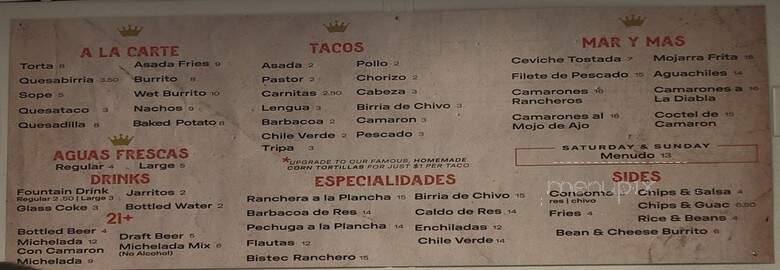 A LA CARTE
Torta 8
Quesabirria 3.50
Sope 5
Quesataco 3
Quesadilla 8
Asada Fries 9
Burrito 8
Wet Burrito 10
Nachos 9
Baked Potato 8
AGUAS FRESCAS
Regular 4 Large 5
DRINKS
Fountain Drink
Regular 2.50 | Large 3
Glass Coke 3
Jarritos 2
Bottled Water 2
21+
Bottled Beer 4
Michelada 12
Con Camaron
Michelada 9
Draft Beer 5
Michelada Mix 6
(No Alcohol)
TACOS
Asada 2
Pastor 2
Carnitas 2.50
Lengua 3
Barbacoa 2
Chile Verde 2
Tripa 3
Pollo 2
Chorizo 2
Cabeza 3
Birria de Chivo 3
Camaron 3
Pescado 3
*UPGRADE TO OUR FAMOUS, HOMEMADE
CORN TORTILLAS FOR JUST $1 PER TACO
ESPECIALIDADES
Ranchera a la Plancha 15
Barbacoa de Res 14
Pechuga a la Plancha 14
Flautas 12
Bistec Ranchero 15
Birria de Chivo 15
Caldo de Res 14
Enchiladas 12
Chile Verde 14
MAR Y MAS
Ceviche Tostada 7
Filete de Pescado 15
Camarones 16
Rancheros
Camarones al 16
Mojo de Ajo
Mojarra Frita 15
Aguachiles 14
Camarones a 16
La Diabla
Coctel de 15
Camaron
SATURDAY & SUNDAY
Menudo 13
SIDES
Consome
res | chivo
Fries 4
Chips & Salsa 4
Chips & Guac 6.50
Rice & Beans 4
Bean & Cheese Burrito 6
menupix